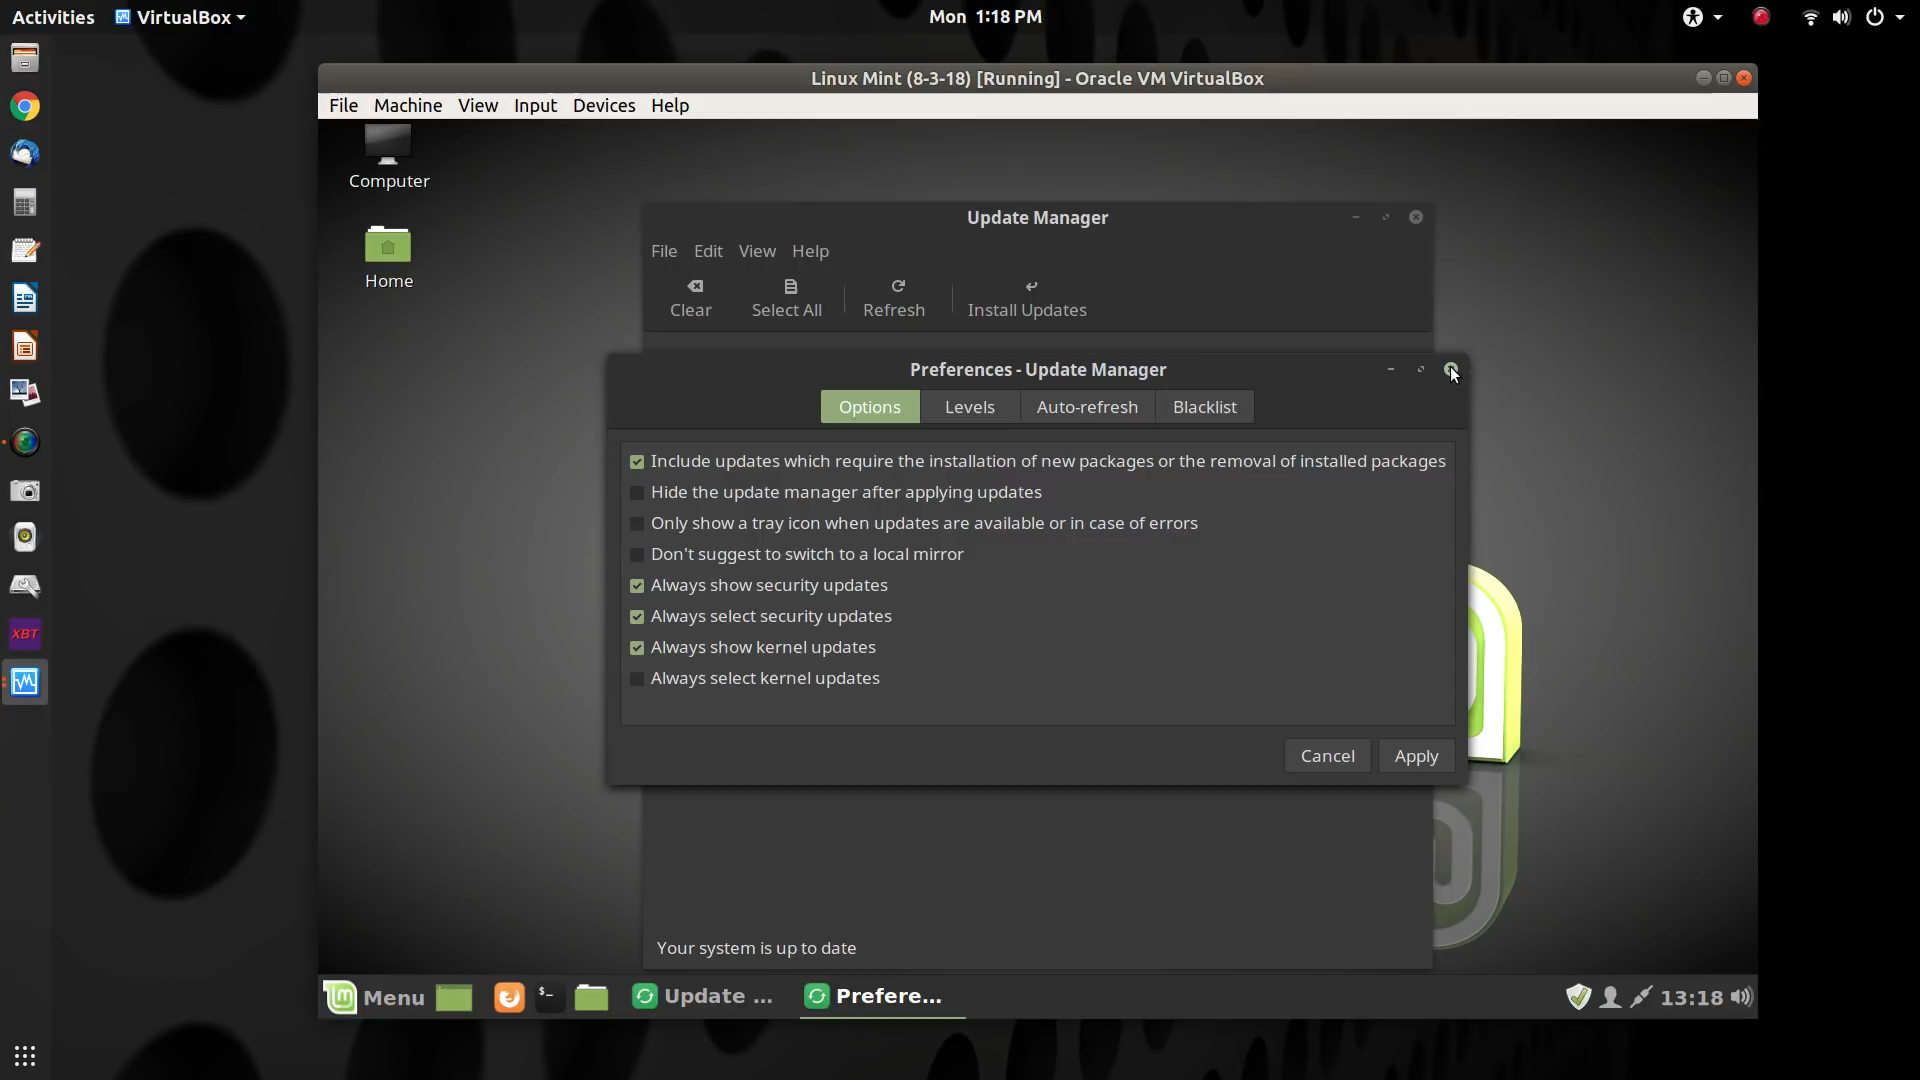 Activities VirtualBox Mon 1:18 PM
Linux Mint (8-3-18) [Running] - Oracle VM VirtualBox
File Machine View Input Devices Help
Computer
Home
Update Manager
File Edit View Help
Clear Select All Refresh Install Updates
Preferences - Update Manager
Options Levels Auto-refresh Blacklist
Include updates which require the installation of new packages or the removal of installed packages
Hide the update manager after applying updates
Only show a tray icon when updates are available or in case of errors
Don't suggest to switch to a local mirror
Always show security updates
Always select security updates
Always show kernel updates
Always select kernel updates
Cancel Apply
XBT
Your system is up to date
Menu Update ... Prefere... 13:18